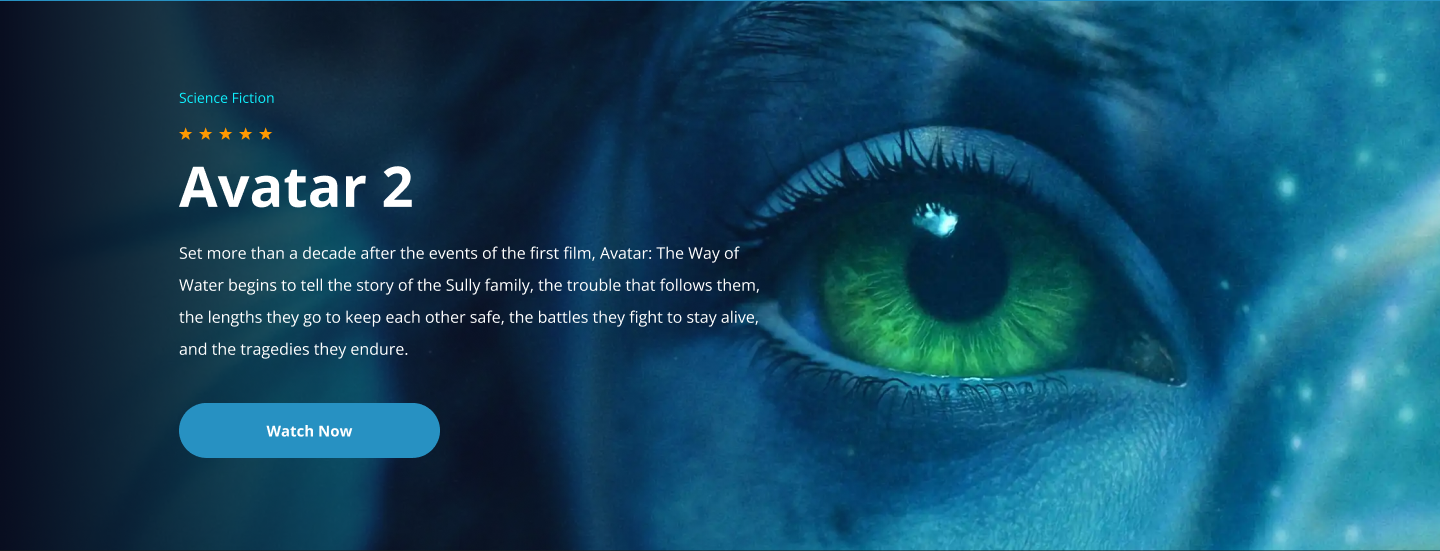 Science Fiction
Avatar 2
Set more than a decade after the events of the first film, Avatar: The Way of
Water begins to tell the story of the Sully family, the trouble that follows them,
the lengths they go to keep each other safe, the battles they fight to stay alive,
and the tragedies they endure.
Watch Now